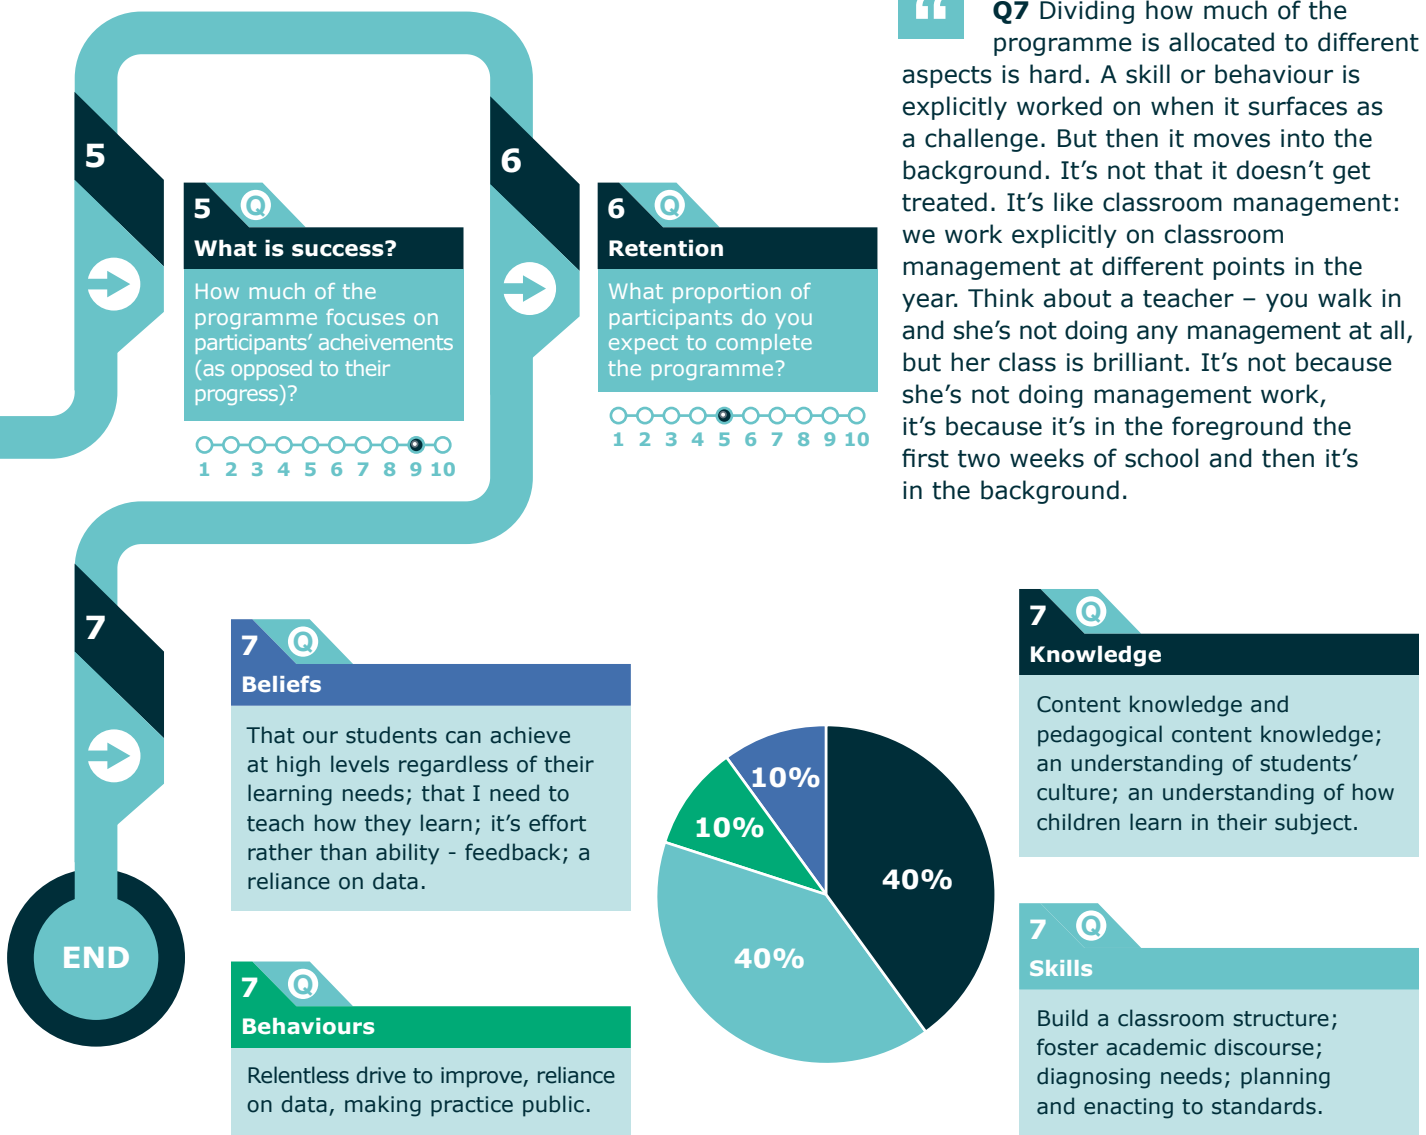 5
5 Q
What is success?
How much of the
programme focuses on
participants’ acheivements
(as opposed to their
progress)?
1 2 3 4 5 6 7 8 9 10
6
6 Q
Retention
What proportion of
participants do you
expect to complete
the programme?
1 2 3 4 5 6 7 8 9 10
“
Q7 Dividing how much of the
programme is allocated to different
aspects is hard. A skill or behaviour is
explicitly worked on when it surfaces as
a challenge. But then it moves into the
background. It’s not that it doesn’t get
treated. It’s like classroom management:
we work explicitly on classroom
management at different points in the
year. Think about a teacher – you walk in
and she’s not doing any management at all,
but her class is brilliant. It’s not because
she’s not doing management work,
it’s because it’s in the foreground the
first two weeks of school and then it’s
in the background.
7
END
7 Q
Beliefs
That our students can achieve
at high levels regardless of their
learning needs; that I need to
teach how they learn; it’s effort
rather than ability - feedback; a
reliance on data.
7 Q
Behaviours
Relentless drive to improve, reliance
on data, making practice public.
10%
10%
40%
40%
7 Q
Knowledge
Content knowledge and
pedagogical content knowledge;
an understanding of students’
culture; an understanding of how
children learn in their subject.
7 Q
Skills
Build a classroom structure;
foster academic discourse;
diagnosing needs; planning
and enacting to standards.